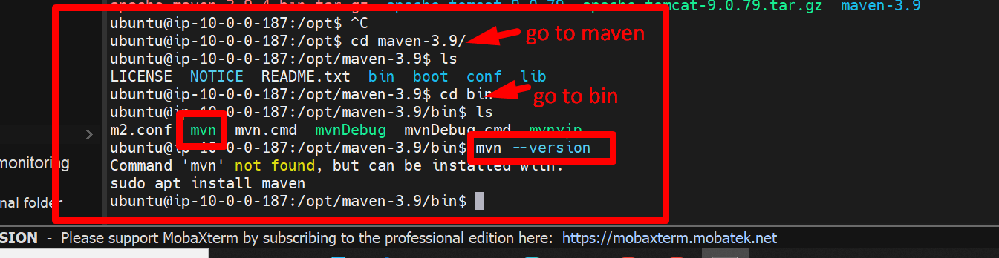 apache-maven-3.9.4-bin.tar.gz apache-tomcat-9.0.79 apache-tomcat-9.0.79.tar.gz maven-3.9
ubuntu@ip-10-0-0-187:/opt$ ^C
ubuntu@ip-10-0-0-187:/opt$ cd maven-3.9/ go to maven
ubuntu@ip-10-0-0-187:/opt/maven-3.9$ ls
LICENSE NOTICE README.txt bin boot conf lib
ubuntu@ip-10-0-0-187:/opt/maven-3.9$ cd bin go to bin
ubuntu@ip-10-0-0-187:/opt/maven-3.9/bin$ ls
m2.conf mvn mvn.cmd mvnDebug mvnDebug.cmd mvnyjp
ubuntu@ip-10-0-0-187:/opt/maven-3.9/bin$ mvn --version
monitoring
Command 'mvn' not found, but can be installed with:
sudo apt install maven
nal folder
ubuntu@ip-10-0-0-187:/opt/maven-3.9/bin$
SION - Please support MobaXterm by subscribing to the professional edition here: https://mobaxterm.mobatek.net